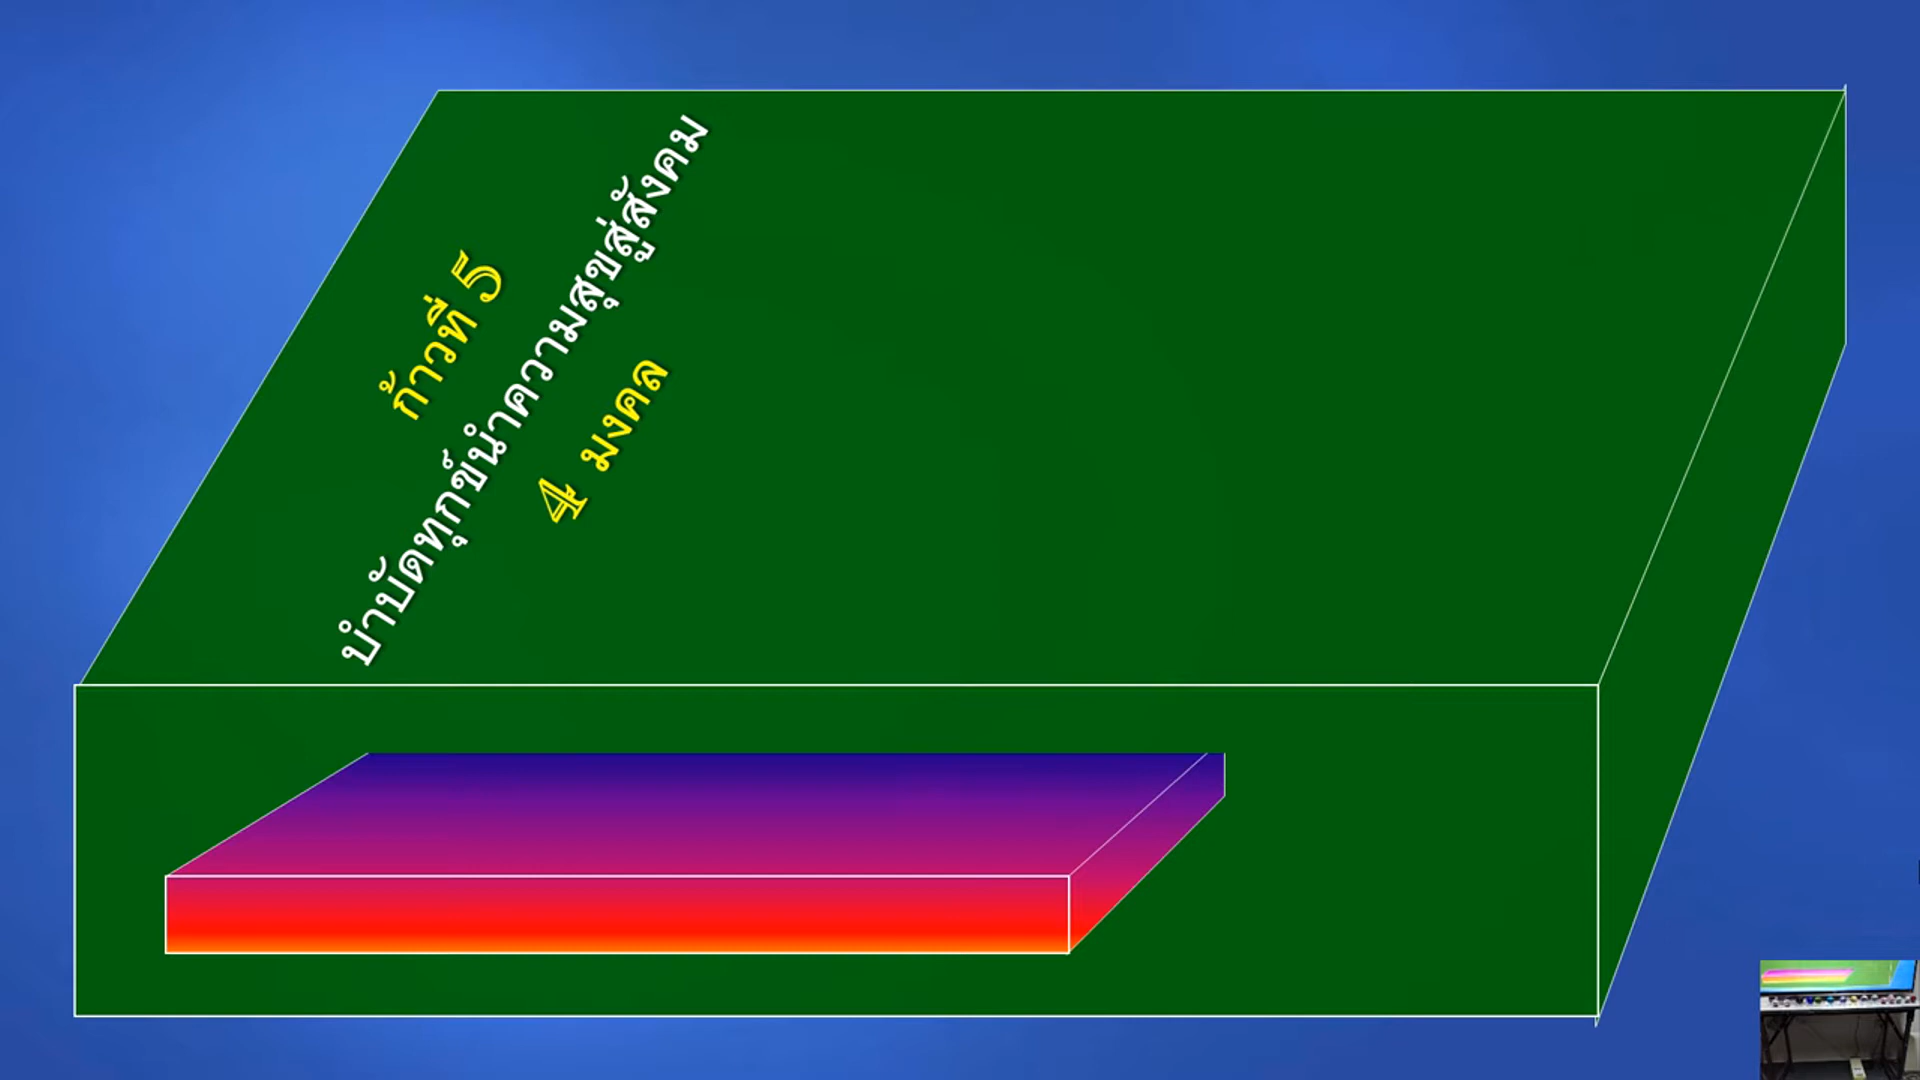 ก้าวที่ 5
บำบัดทุกข์นำความสุขสู่สังคม
4 มงคล